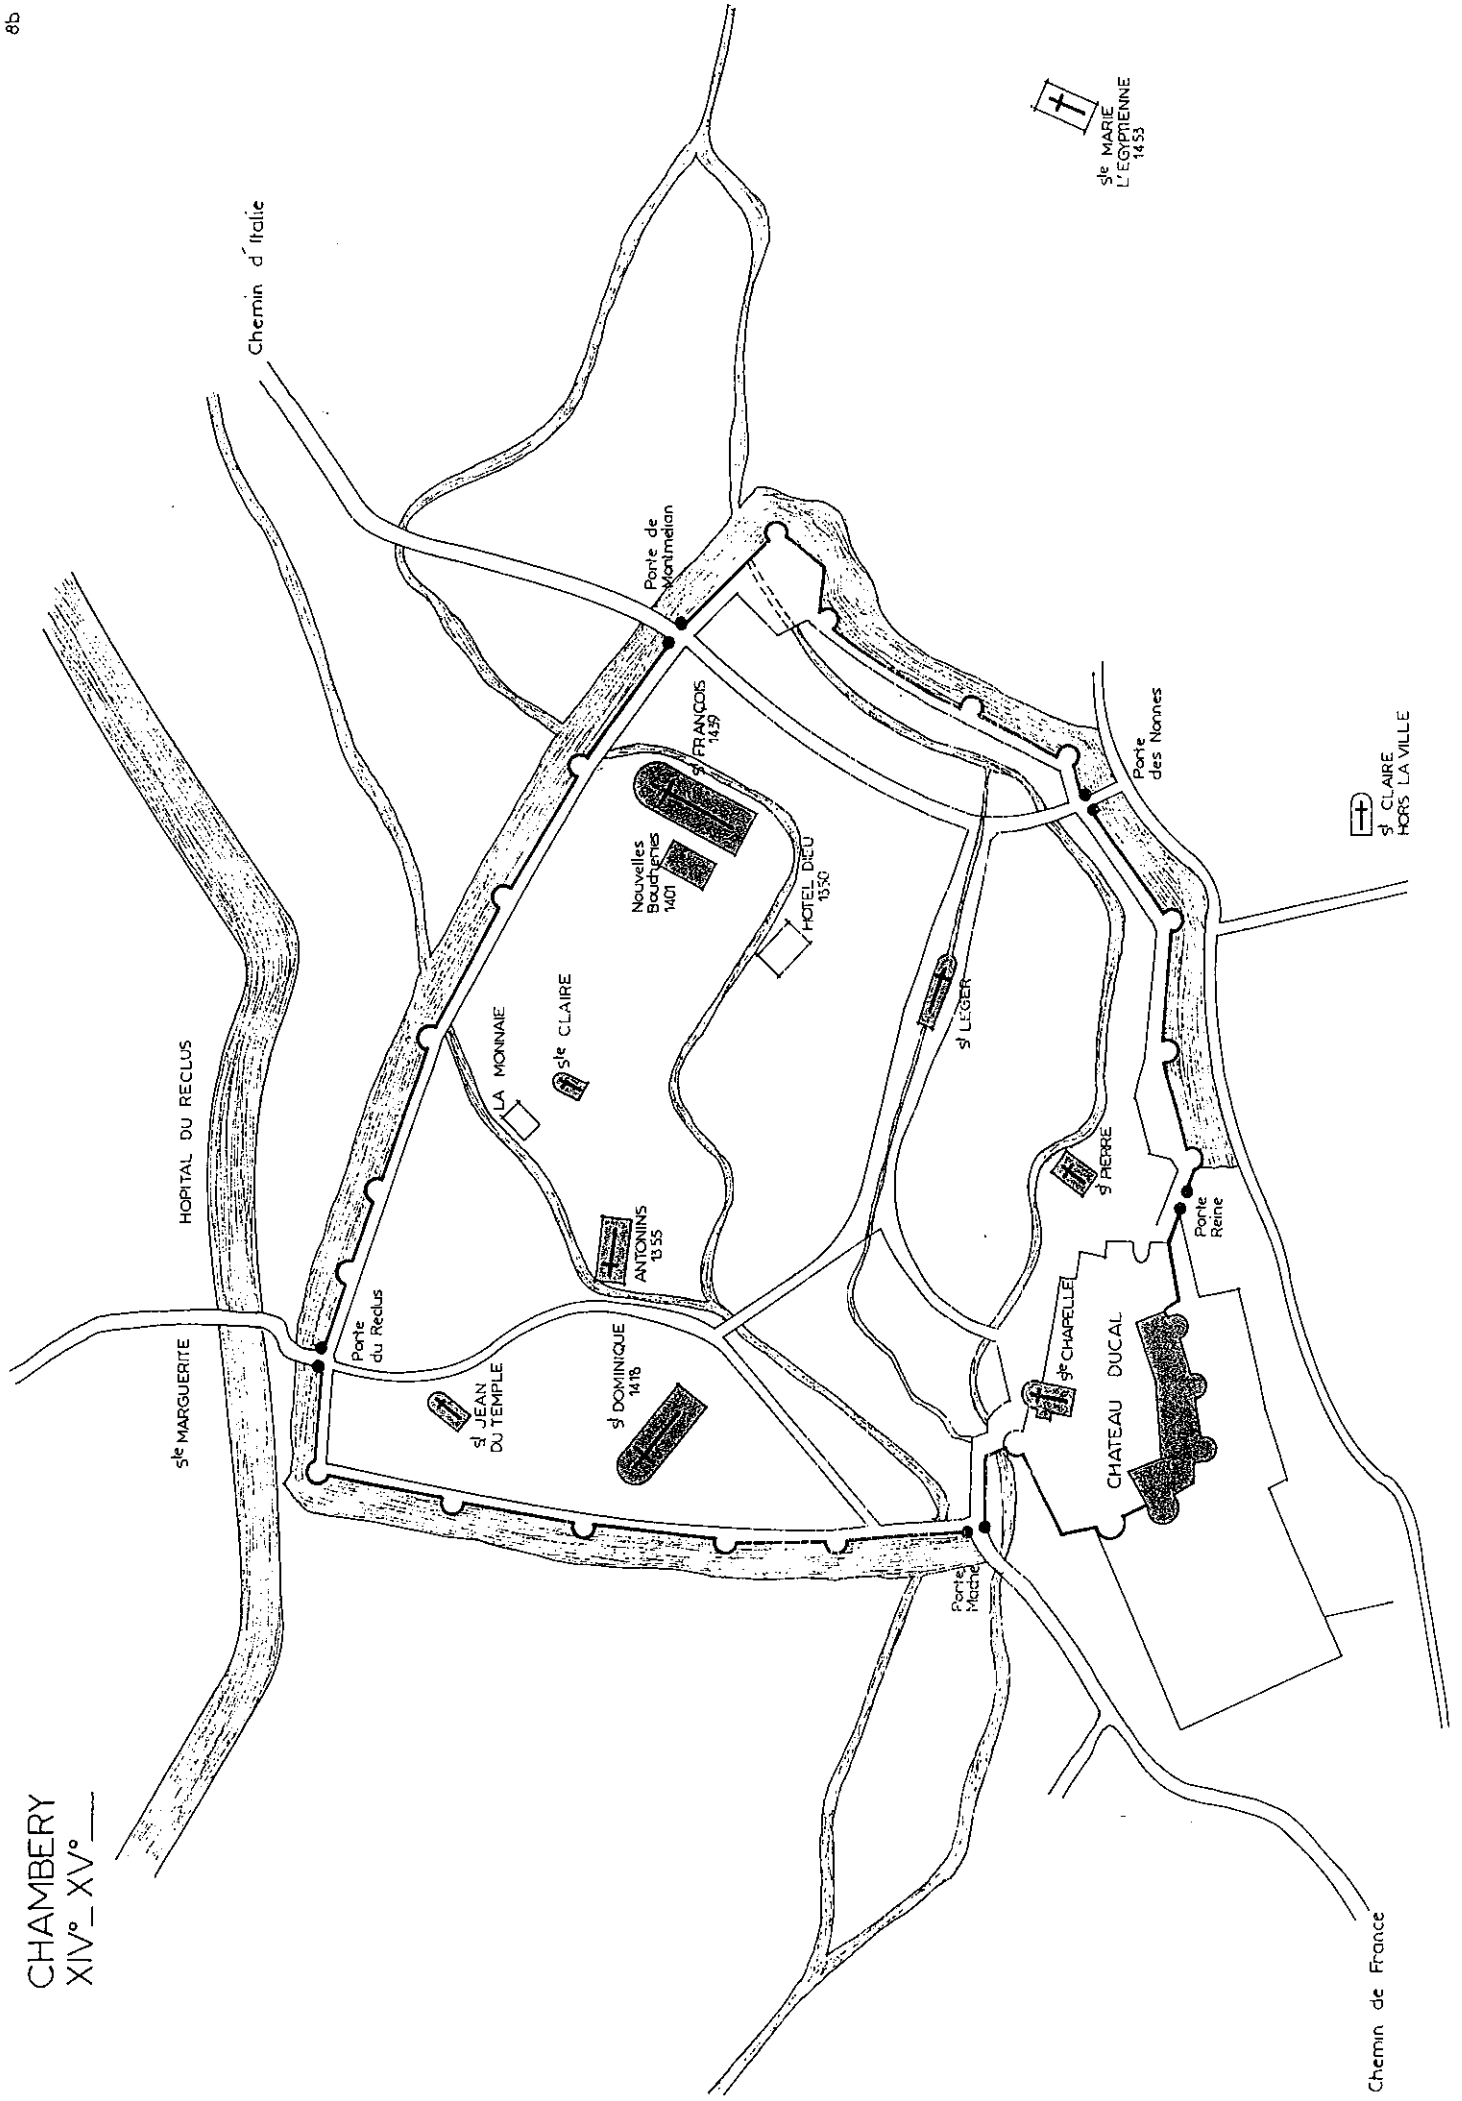 CHAMBERY
XIV° _ XV° __
8b
Ste MARGUERITE
HOPITAL DU RECLUS
Chemin d'Italie
Porte
du Reclus
St JEAN
DU TEMPLE
LA MONNAIE
Ste CLAIRE
ANTONINS
1355
St DOMINIQUE
1418
Nouvelles
Boucheries
1401
St FRANÇOIS
1439
Porte de
Montmelian
HOTEL DIEU
1350
St LEGER
Porte
Mache
Ste CHAPELLE
CHATEAU DUCAL
St PIERRE
Porte
Reine
Porte
des Nonnes
Ste MARIE
L'EGYPTIENNE
1453
St CLAIRE
HORS LA VILLE
Chemin de France